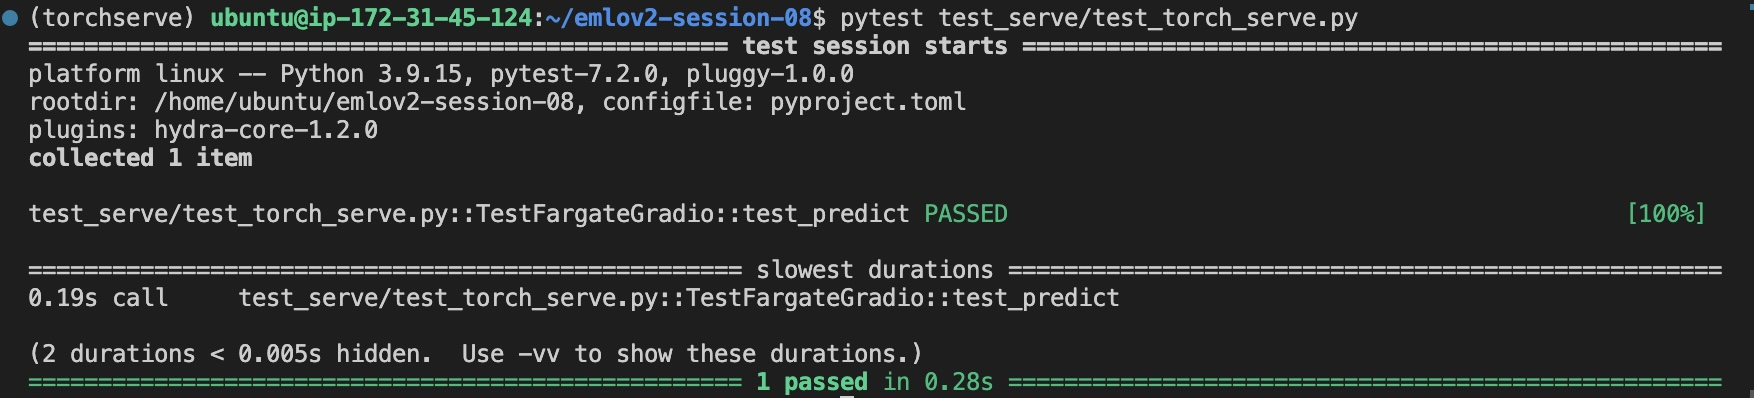 (torchserve) ubuntu@ip-172-31-45-124:~/emlov2-session-08$ pytest test_serve/test_torch_serve.py
================================================== test session starts ==================================================
platform linux -- Python 3.9.15, pytest-7.2.0, pluggy-1.0.0
rootdir: /home/ubuntu/emlov2-session-08, configfile: pyproject.toml
plugins: hydra-core-1.2.0
collected 1 item
test_serve/test_torch_serve.py::TestFargateGradio::test_predict PASSED [100%]
=================================================== slowest durations ===================================================
0.19s call     test_serve/test_torch_serve.py::TestFargateGradio::test_predict
(2 durations < 0.005s hidden.  Use -vv to show these durations.)
=================================================== 1 passed in 0.28s ===================================================